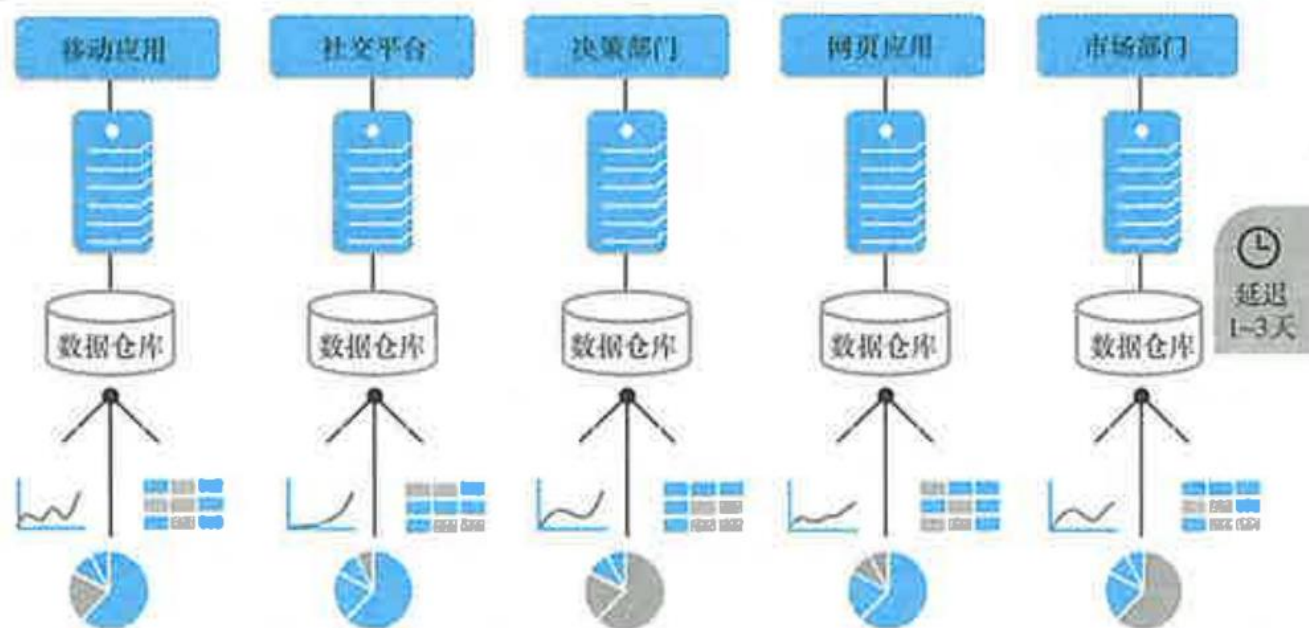 移动应用
社交平台
决策部门
网页应用
市场部门
延迟
1~3天
数据仓库
数据仓库
数据仓库
数据仓库
数据仓库